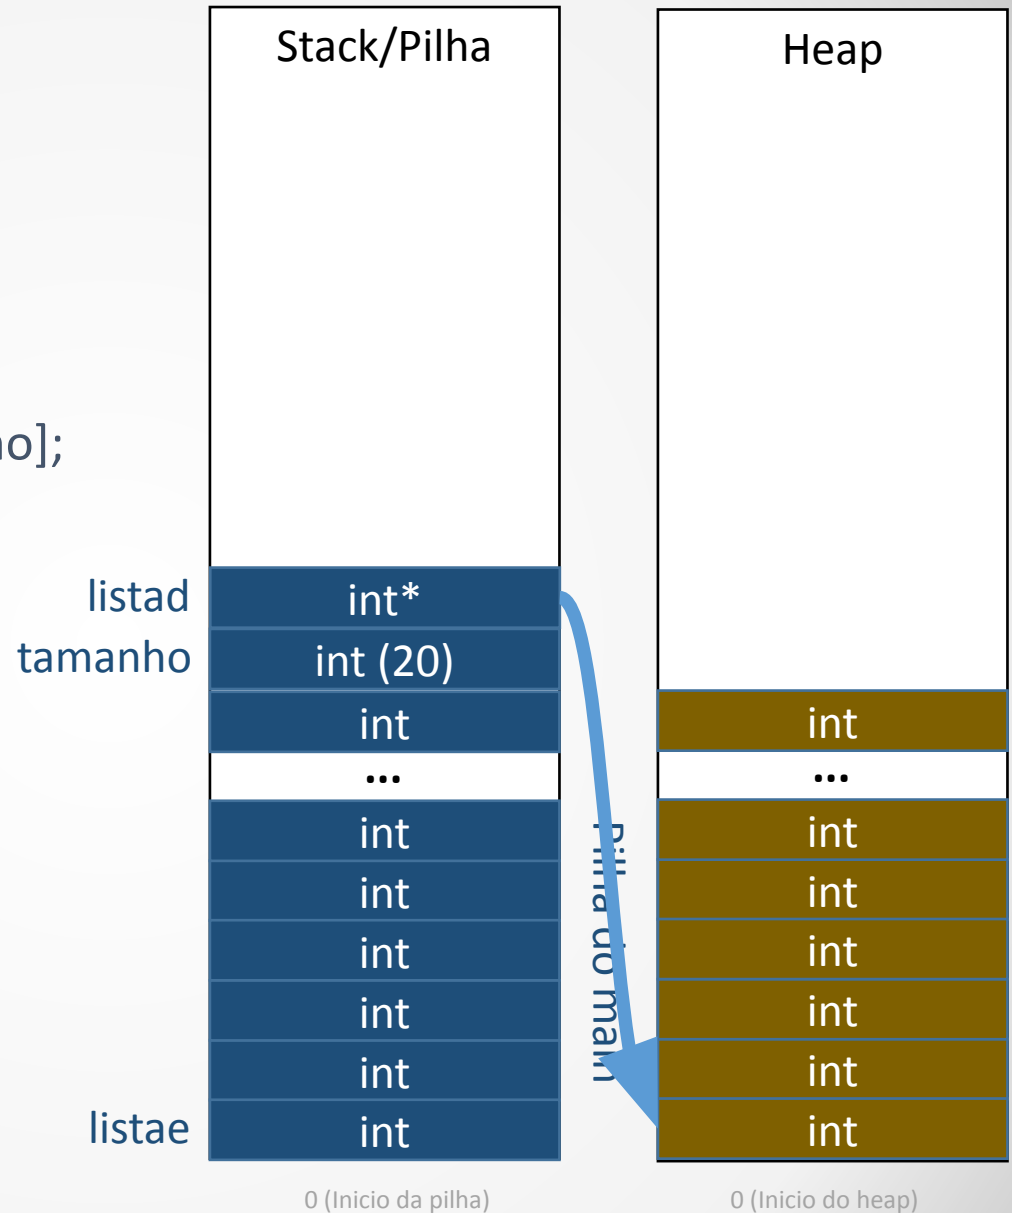 Stack/Pilha
Heap
ho];
listad
int*
tamanho
int (20)
int
int
...
...
int
int
int
int
int
int
int
int
int
int
listae
int
int
Pilha do main
0 (Inicio da pilha)
0 (Inicio do heap)